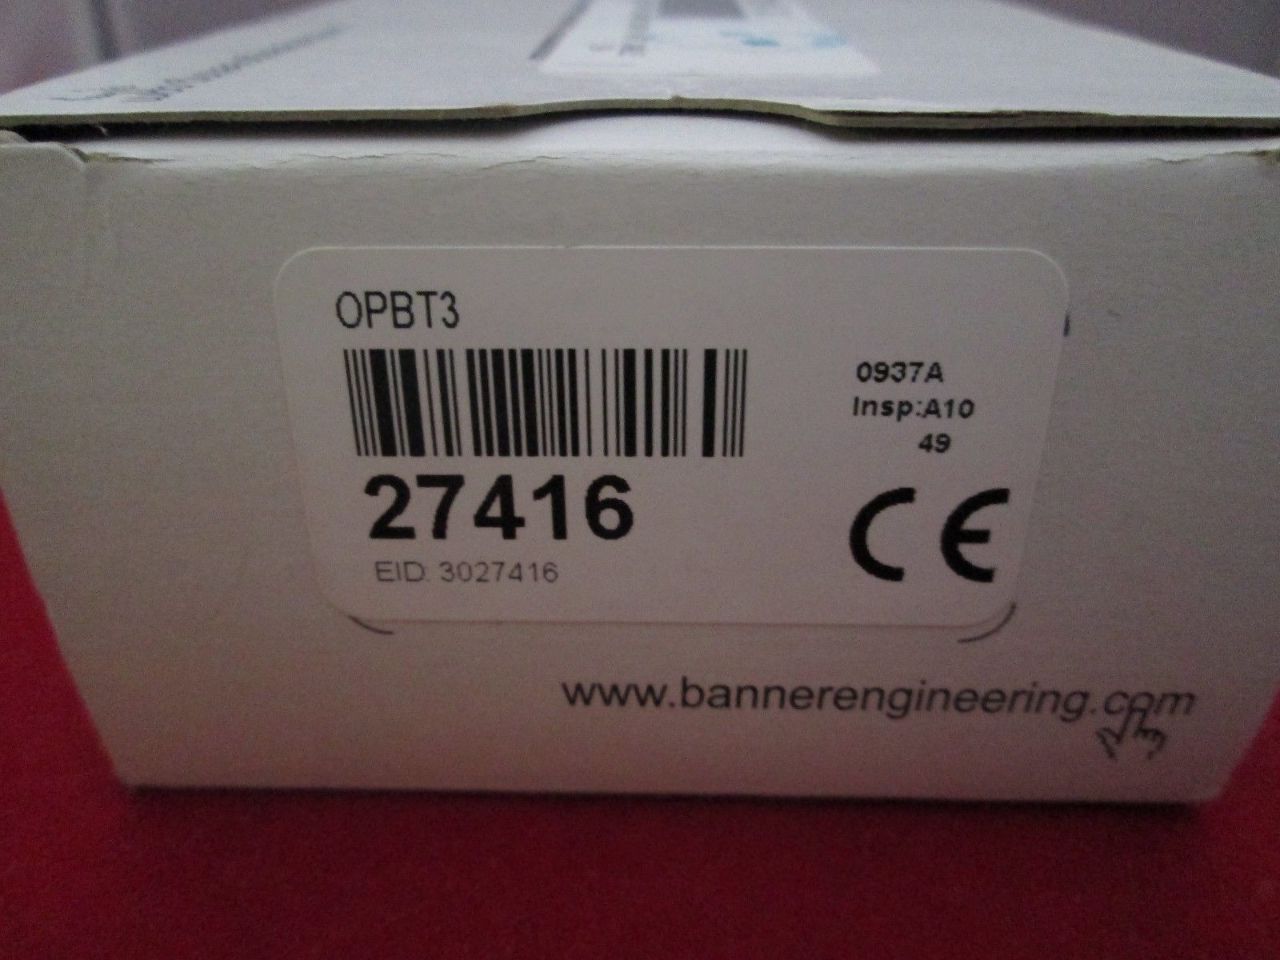 OPBT3
0937A
Insp:A10
49
27416
EID: 3027416
CE
www.bannerengineering.com